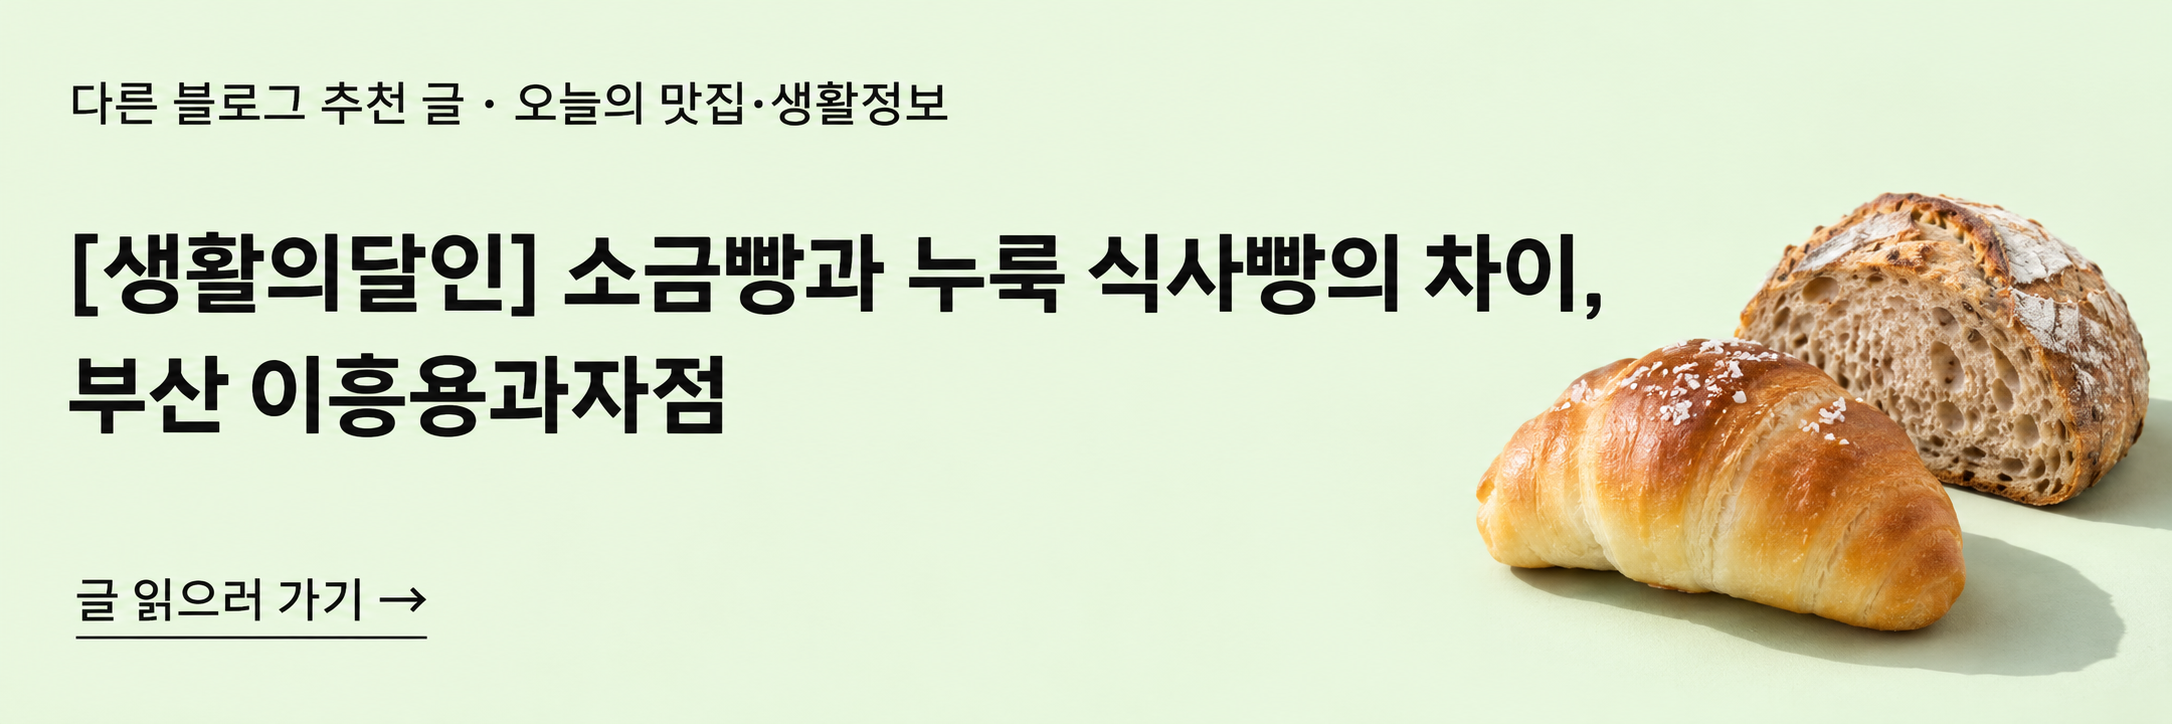 다른 블로그 추천 글 · 오늘의 맛집·생활정보
[생활의달인] 소금빵과 누룩 식사빵의 차이,
부산 이흥용과자점
글 읽으러 가기 →